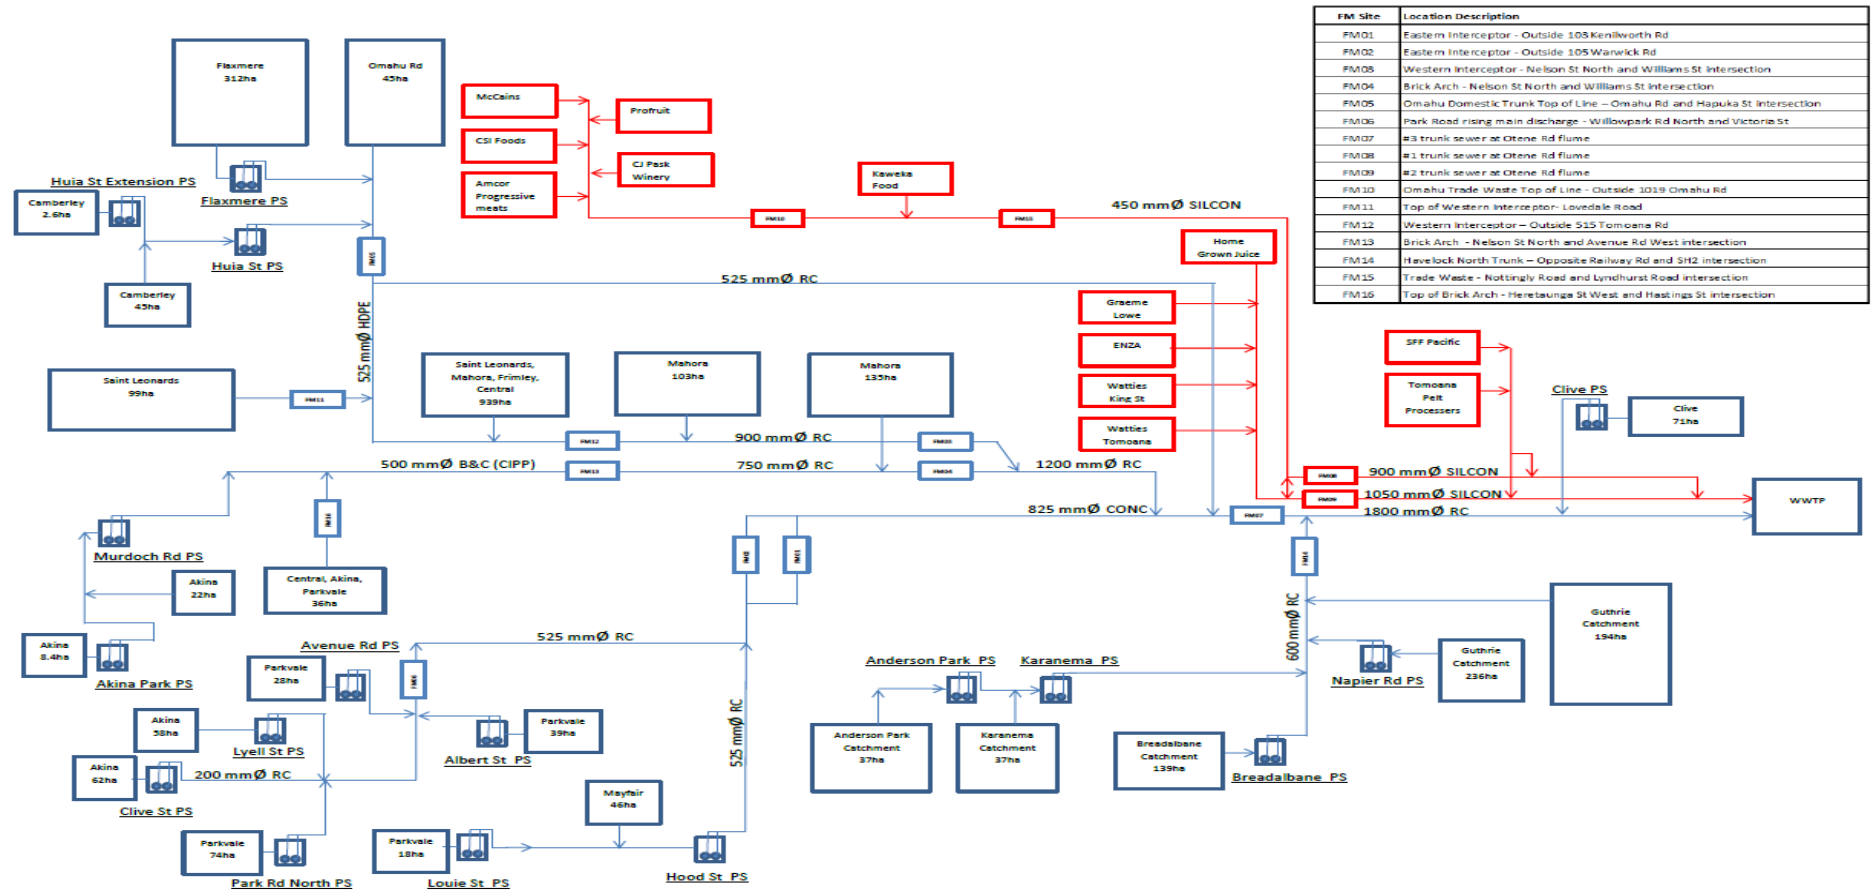 FM Site Location Description
FM01 Eastern Interceptor - Outside 103 Kenilworth Rd
FM02 Eastern Interceptor - Outside 105 Warwick Rd
FM03 Western Interceptor - Nelson St North and Williams St intersection
FM04 Brick Arch - Nelson St North and Williams St intersection
FM05 Omahu Domestic Trunk Top of Line – Omahu Rd and Hapuka St intersection
FM06 Park Road rising main discharge - Willowpark Rd North and Victoria St
FM07 #3 trunk sewer at Otene Rd flume
FM08 #1 trunk sewer at Otene Rd flume
FM09 #2 trunk sewer at Otene Rd flume
FM10 Omahu Trade Waste Top of Line - Outside 1019 Omahu Rd
FM11 Top of Western Interceptor- Lovedale Road
FM12 Western Interceptor – Outside 515 Tomoana Rd
FM13 Brick Arch - Nelson St North and Avenue Rd West intersection
FM14 Havelock North Trunk – Opposite Railway Rd and SH2 intersection
FM15 Trade Waste - Nottingly Road and Lyndhurst Road intersection
FM16 Top of Brick Arch - Heretaunga St West and Hastings St intersection
Flaxmere
312ha
Omahu Rd
45ha
McCains
Profruit
CSI Foods
CJ Pask
Winery
Amcor
Progressive
meats
Kaweka
Food
Huia St Extension PS
Camberley
2.6ha
Flaxmere PS
FM10
FM15
450 mmØ SILCON
Huia St PS
FM05
Home
Grown Juice
Camberley
45ha
525 mmØ RC
525 mmØ HDPE
Graeme
Lowe
ENZA
Watties
King St
Watties
Tomoana
SFF Pacific
Tomoana
Pelt
Processers
Clive PS
Clive
71ha
Saint Leonards
99ha
FM11
Saint Leonards,
Mahora, Frimley,
Central
939ha
Mahora
103ha
Mahora
135ha
FM12
900 mmØ RC
FM03
500 mmØ B&C (CIPP)
FM13
750 mmØ RC
FM04
1200 mmØ RC
FM08
900 mmØ SILCON
FM09
1050 mmØ SILCON
825 mmØ CONC
FM07
1800 mmØ RC
WWTP
FM16
FM02
FM01
FM14
Murdoch Rd PS
Akina
22ha
Central, Akina,
Parkvale
36ha
Akina
8.4ha
Akina Park PS
Avenue Rd PS
525 mmØ RC
Parkvale
28ha
FM06
Anderson Park PS
Karanema PS
600 mmØ RC
Guthrie
Catchment
194ha
Guthrie
Catchment
236ha
Napier Rd PS
Akina
58ha
Lyell St PS
Albert St PS
Parkvale
39ha
525 mmØ RC
Anderson Park
Catchment
37ha
Karanema
Catchment
37ha
Breadalbane
Catchment
139ha
Breadalbane PS
Akina
62ha
200 mmØ RC
Clive St PS
Mayfair
46ha
Parkvale
74ha
Park Rd North PS
Parkvale
18ha
Louie St PS
Hood St PS